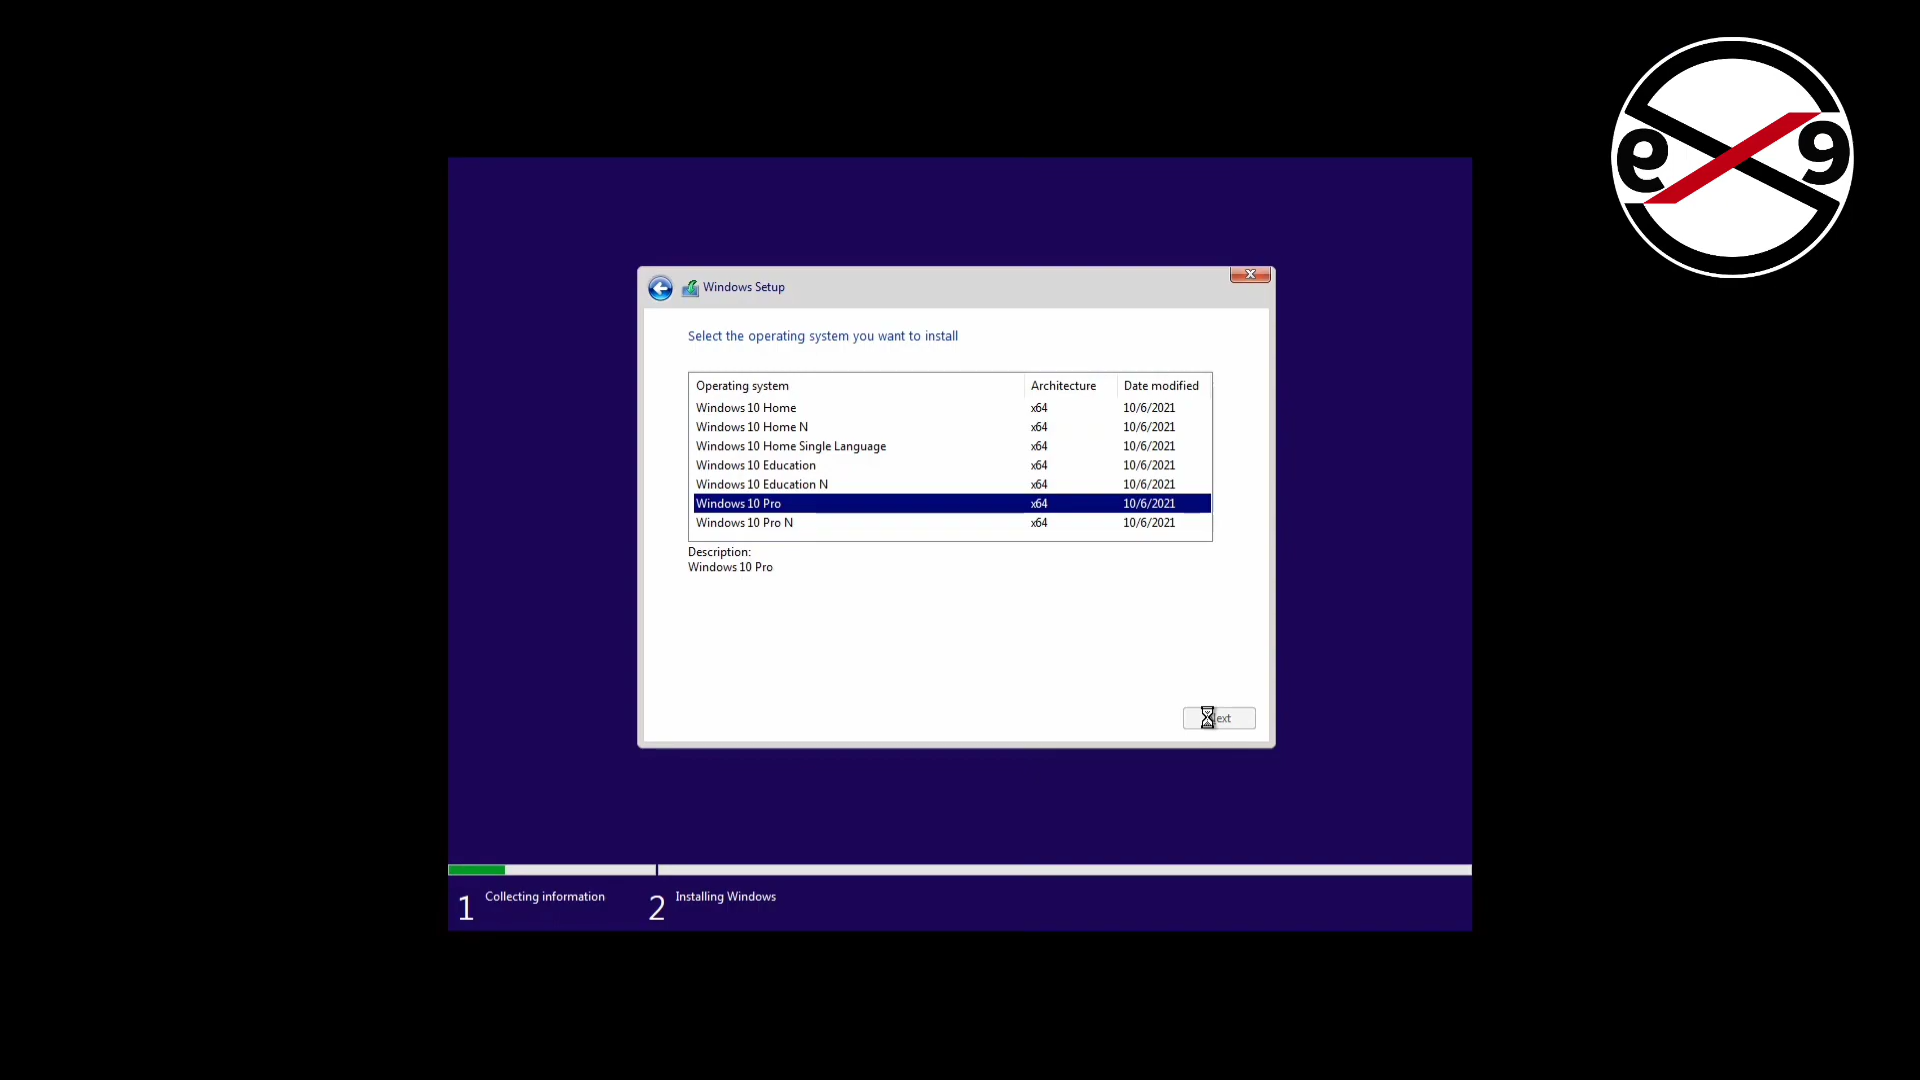 e 9
Windows Setup
Select the operating system you want to install
Operating system Architecture Date modified
Windows 10 Home x64 10/6/2021
Windows 10 Home N x64 10/6/2021
Windows 10 Home Single Language x64 10/6/2021
Windows 10 Education x64 10/6/2021
Windows 10 Education N x64 10/6/2021
Windows 10 Pro x64 10/6/2021
Windows 10 Pro N x64 10/6/2021
Description:
Windows 10 Pro
1 Collecting information 2 Installing Windows